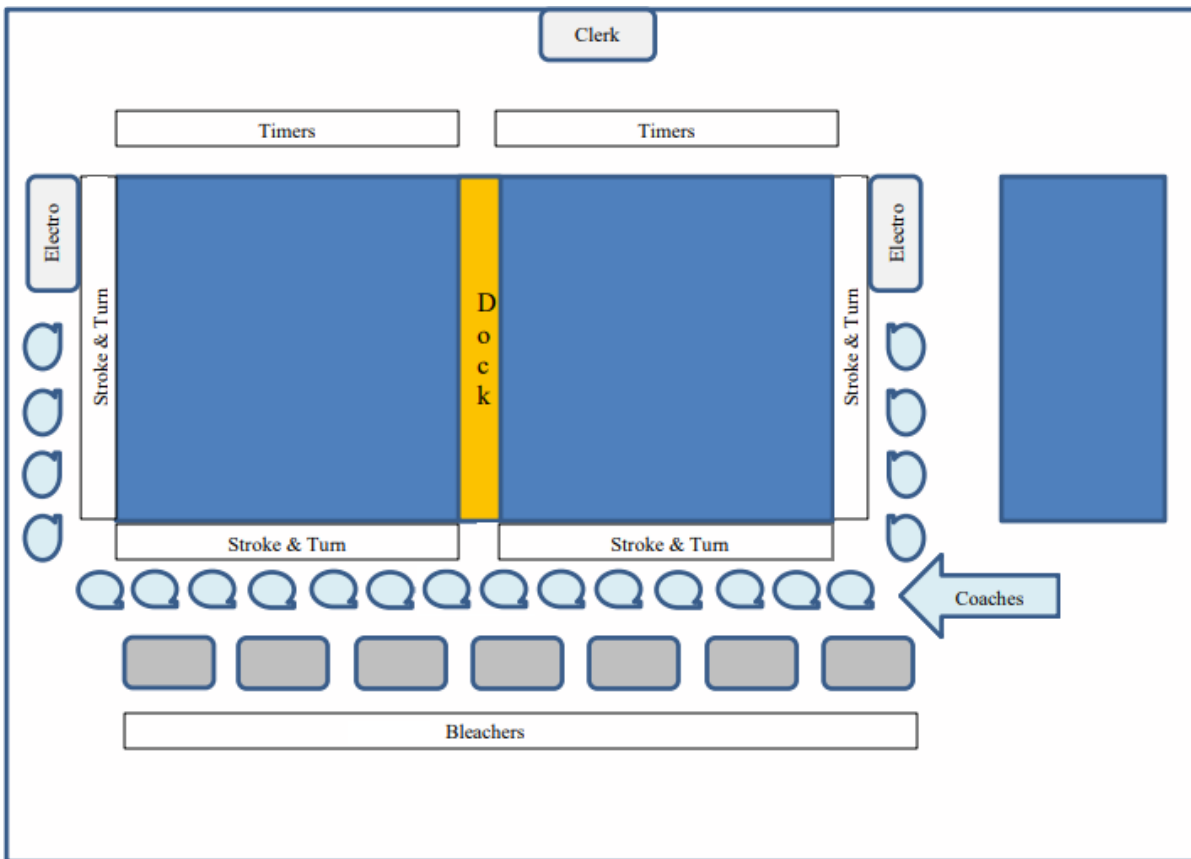 Clerk
Timers
Timers
Electro
Stroke & Turn
D
o
c
k
Stroke & Turn
Electro
Stroke & Turn
Stroke & Turn
Coaches
Bleachers